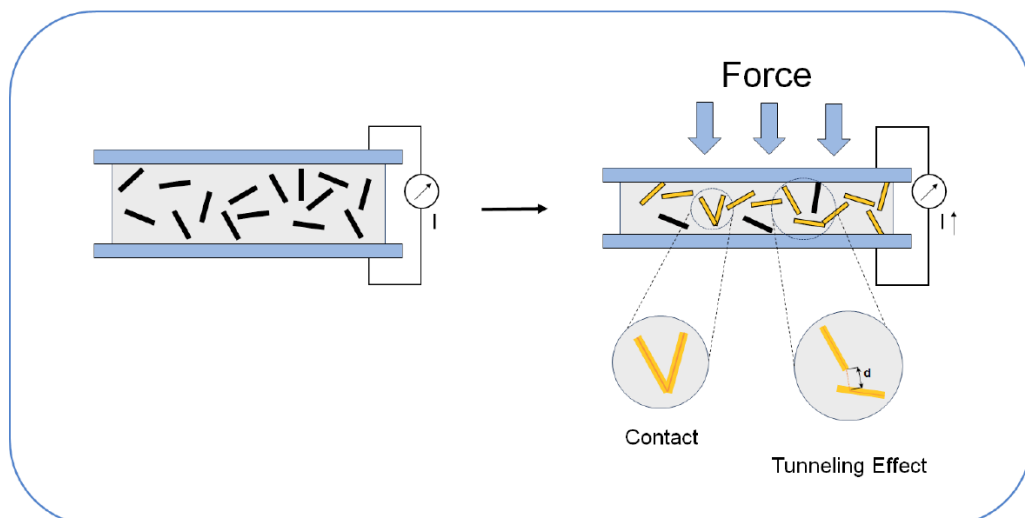 Force
I
I ↑
d
Contact
Tunneling Effect